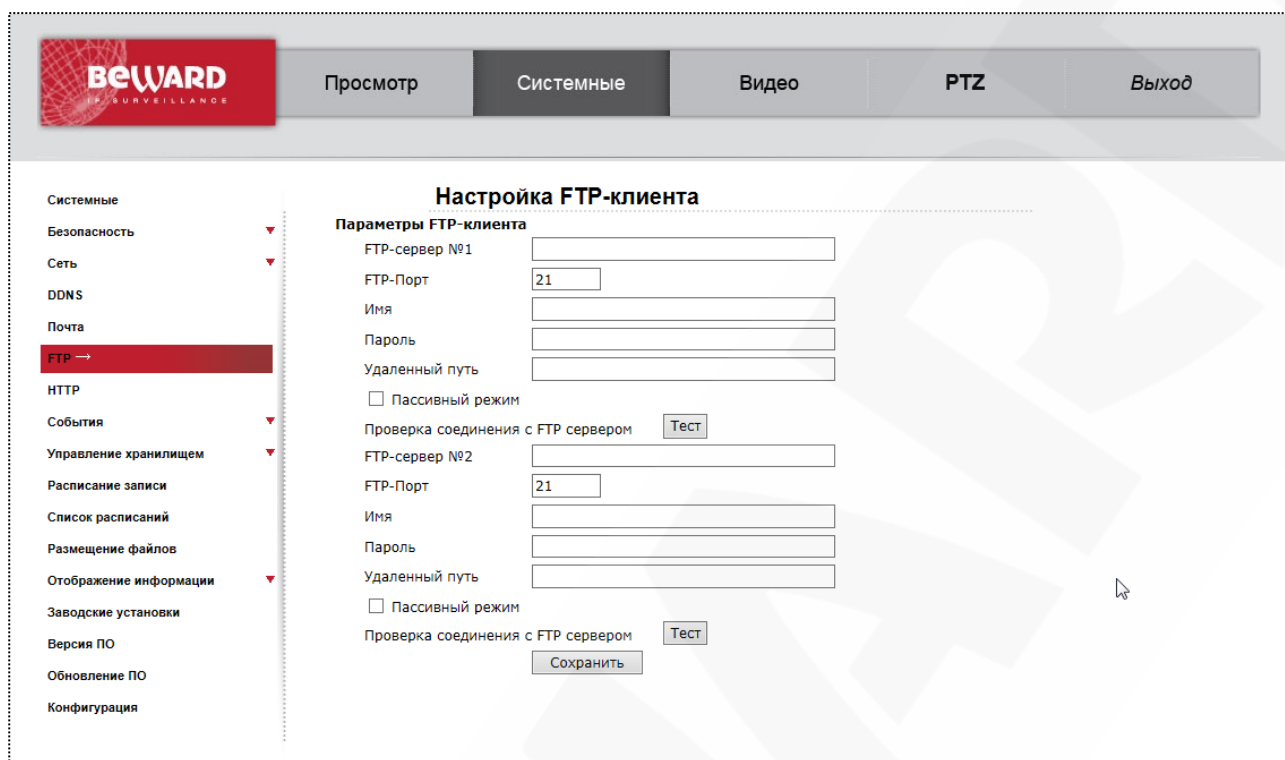 BEWARD
IP SURVEILLANCE
Просмотр
Системные
Видео
PTZ
Выход
Системные
Безопасность
Сеть
DDNS
Почта
FTP →
HTTP
События
Управление хранилищем
Расписание записи
Список расписаний
Размещение файлов
Отображение информации
Заводские установки
Версия ПО
Обновление ПО
Конфигурация
Настройка FTP-клиента
Параметры FTP-клиента
FTP-сервер №1
FTP-Порт 21
Имя
Пароль
Удаленный путь
Пассивный режим
Проверка соединения с FTP сервером Тест
FTP-сервер №2
FTP-Порт 21
Имя
Пароль
Удаленный путь
Пассивный режим
Проверка соединения с FTP сервером Тест
Сохранить